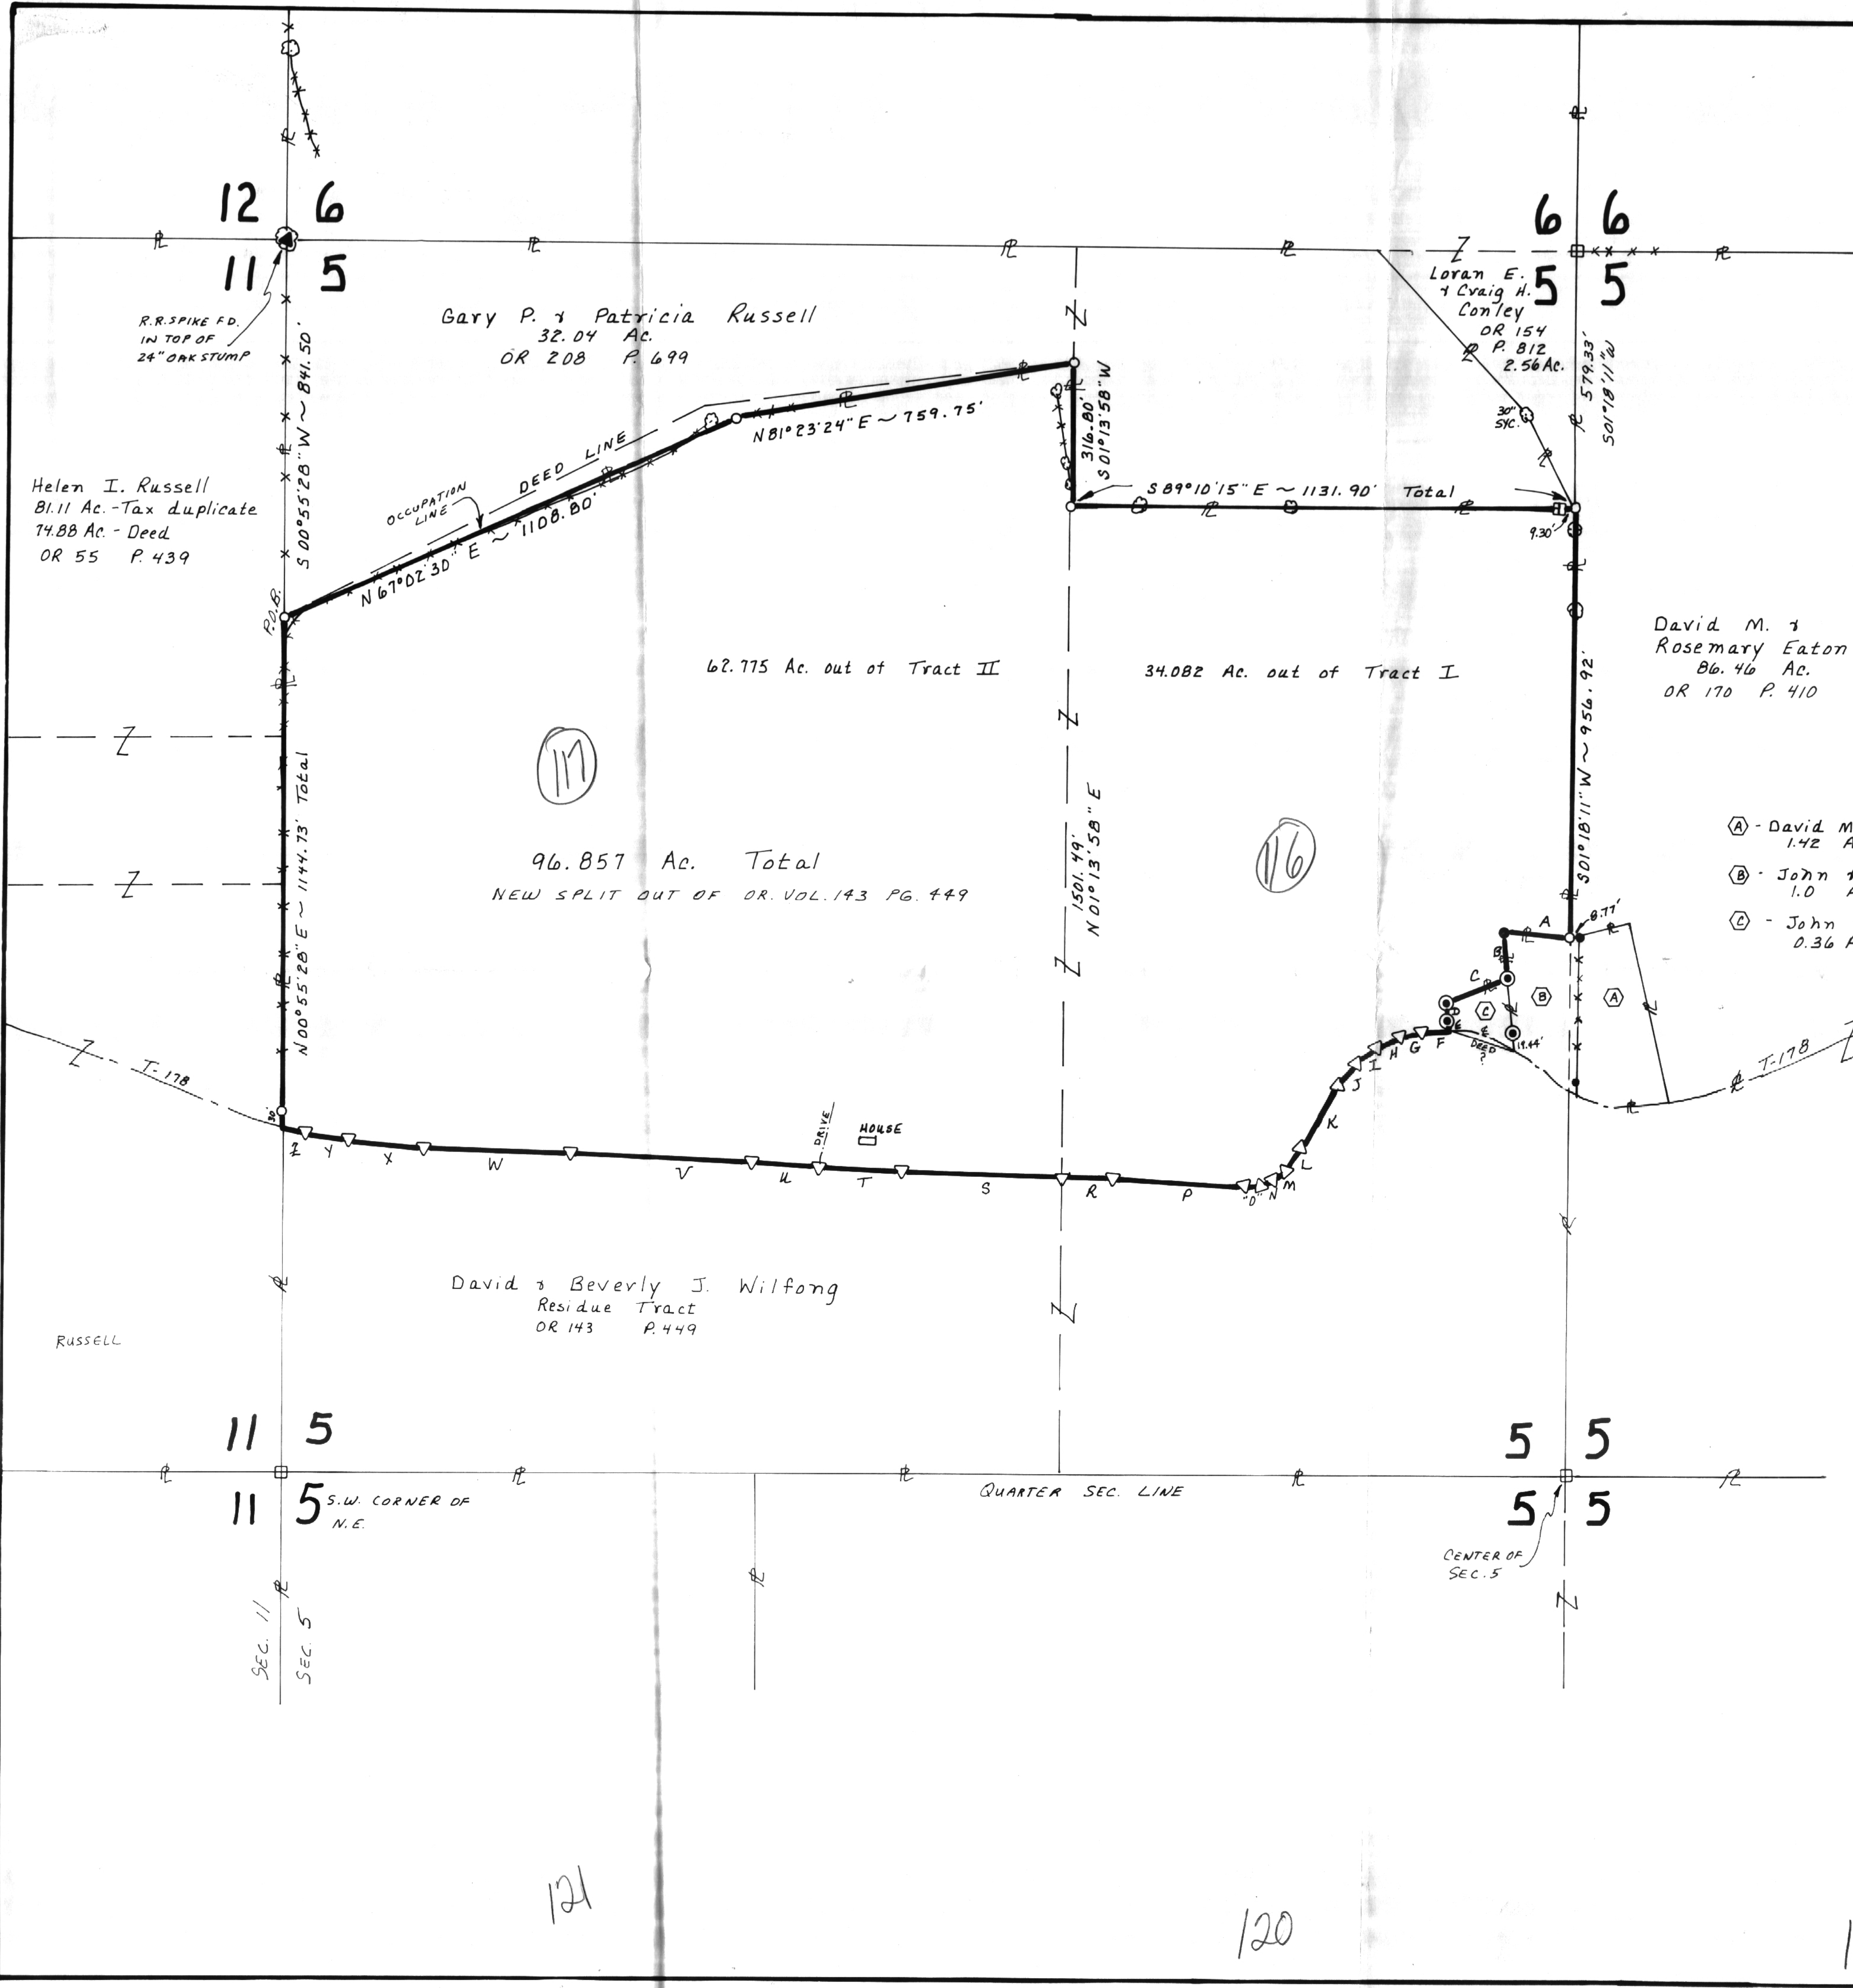 12 6
11 5
R.R. SPIKE FD.
IN TOP OF
24" OAK STUMP
S 00°55'28" W ~ 841.50'
Gary P. & Patricia Russell
32.04 Ac.
OR 208 P. 699
6 6
5 5
Loran E.
& Craig H.
Conley
OR 154
P. 812
2.56 Ac.
30"
SYC.
579.33'
S01°18'11"W
Helen I. Russell
81.11 Ac. - Tax duplicate
74.88 Ac. - Deed
OR 55 P. 439
OCCUPATION
LINE
DEED LINE
N 67°02'30" E ~ 1108.80'
N81°23'24"E ~ 759.75'
316.80'
S 01°13'58" W
S 89°10'15" E ~ 1131.90' Total
9.30'
P.O.B.
62.775 Ac. out of Tract II
34.082 Ac. out of Tract I
David M. &
Rosemary Eaton
86.46 Ac.
OR 170 P. 410
S01°18'11" W ~ 956.92'
117
116
N 00°55'28" E ~ 1144.73' Total
96.857 Ac. Total
NEW SPLIT OUT OF OR. VOL. 143 PG. 449
1501.49'
N 01°13'58" E
A - David M
1.42 A
B - John &
1.0 A
C - John
0.36 A
A
8.77'
B
C
D
E
F
G
H
I
J
K
L
M
N
"O"
P
R
S
T
U
V
W
X
Y
Z
C
B
A
DEED
?
19.44'
T-178
T-178
30'
DRIVE
HOUSE
David & Beverly J. Wilfong
Residue Tract
OR 143 P. 449
RUSSELL
11 5
11 5
S.W. CORNER OF
N.E.
QUARTER SEC. LINE
5 5
5 5
CENTER OF
SEC. 5
SEC. 11
SEC. 5
121
120